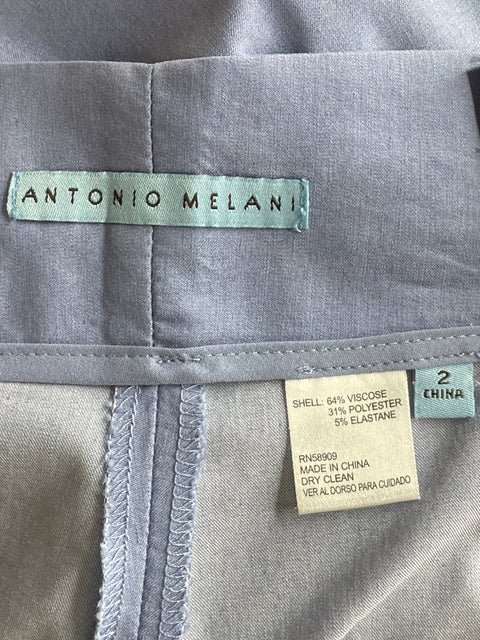 ANTONIO MELANI
2
CHINA
SHELL: 64% VISCOSE
31% POLYESTER
5% ELASTANE
RN58909
MADE IN CHINA
DRY CLEAN
VER AL DORSO PARA CUIDADO